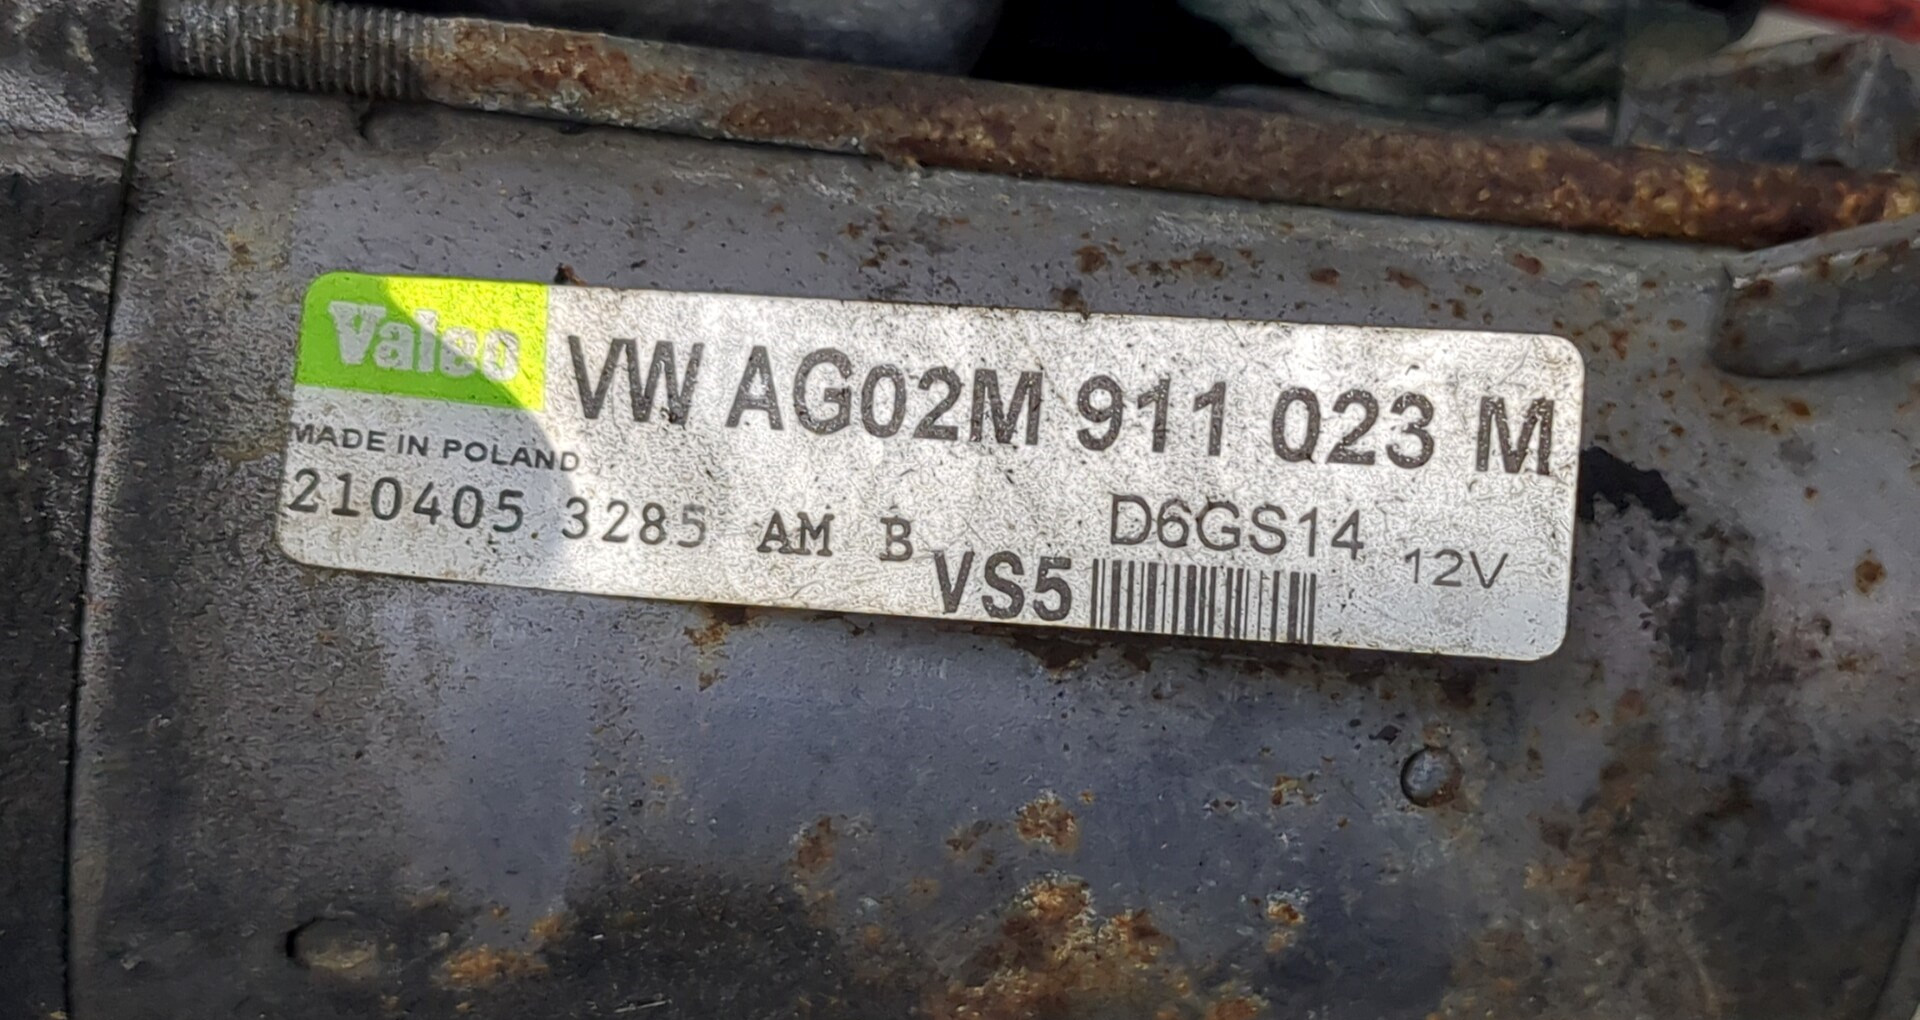 Valeo
VW AG02M 911 023 M
MADE IN POLAND
210405 3285 AM B
D6GS14 12V
VS5